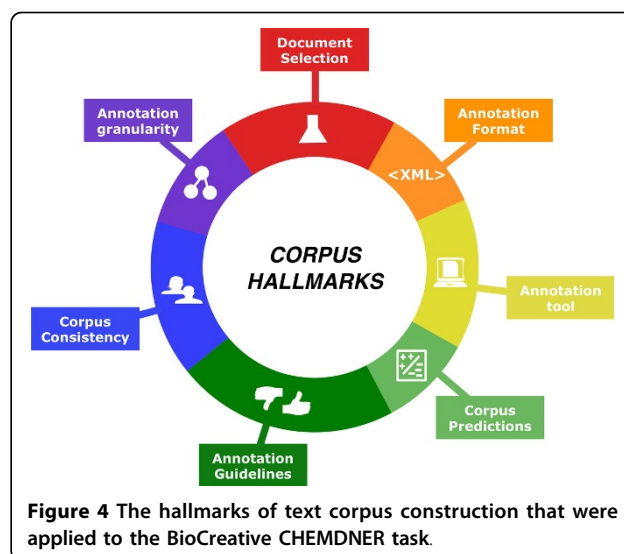 Document
Selection
Annotation
granularity
Annotation
Format
<XML>
CORPUS
HALLMARKS
Annotation
tool
Corpus
Consistency
Corpus
Predictions
Annotation
Guidelines
Figure 4 The hallmarks of text corpus construction that were
applied to the BioCreative CHEMDNER task.